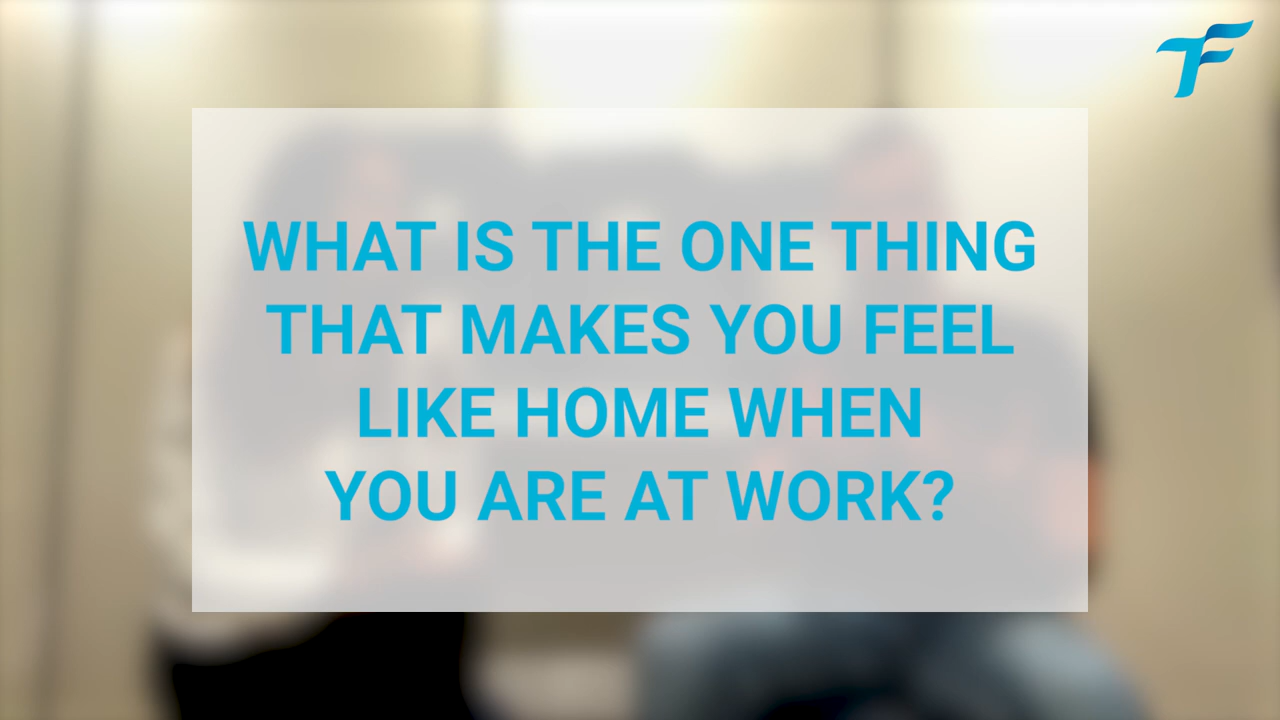 WHAT IS THE ONE THING
THAT MAKES YOU FEEL
LIKE HOME WHEN
YOU ARE AT WORK?